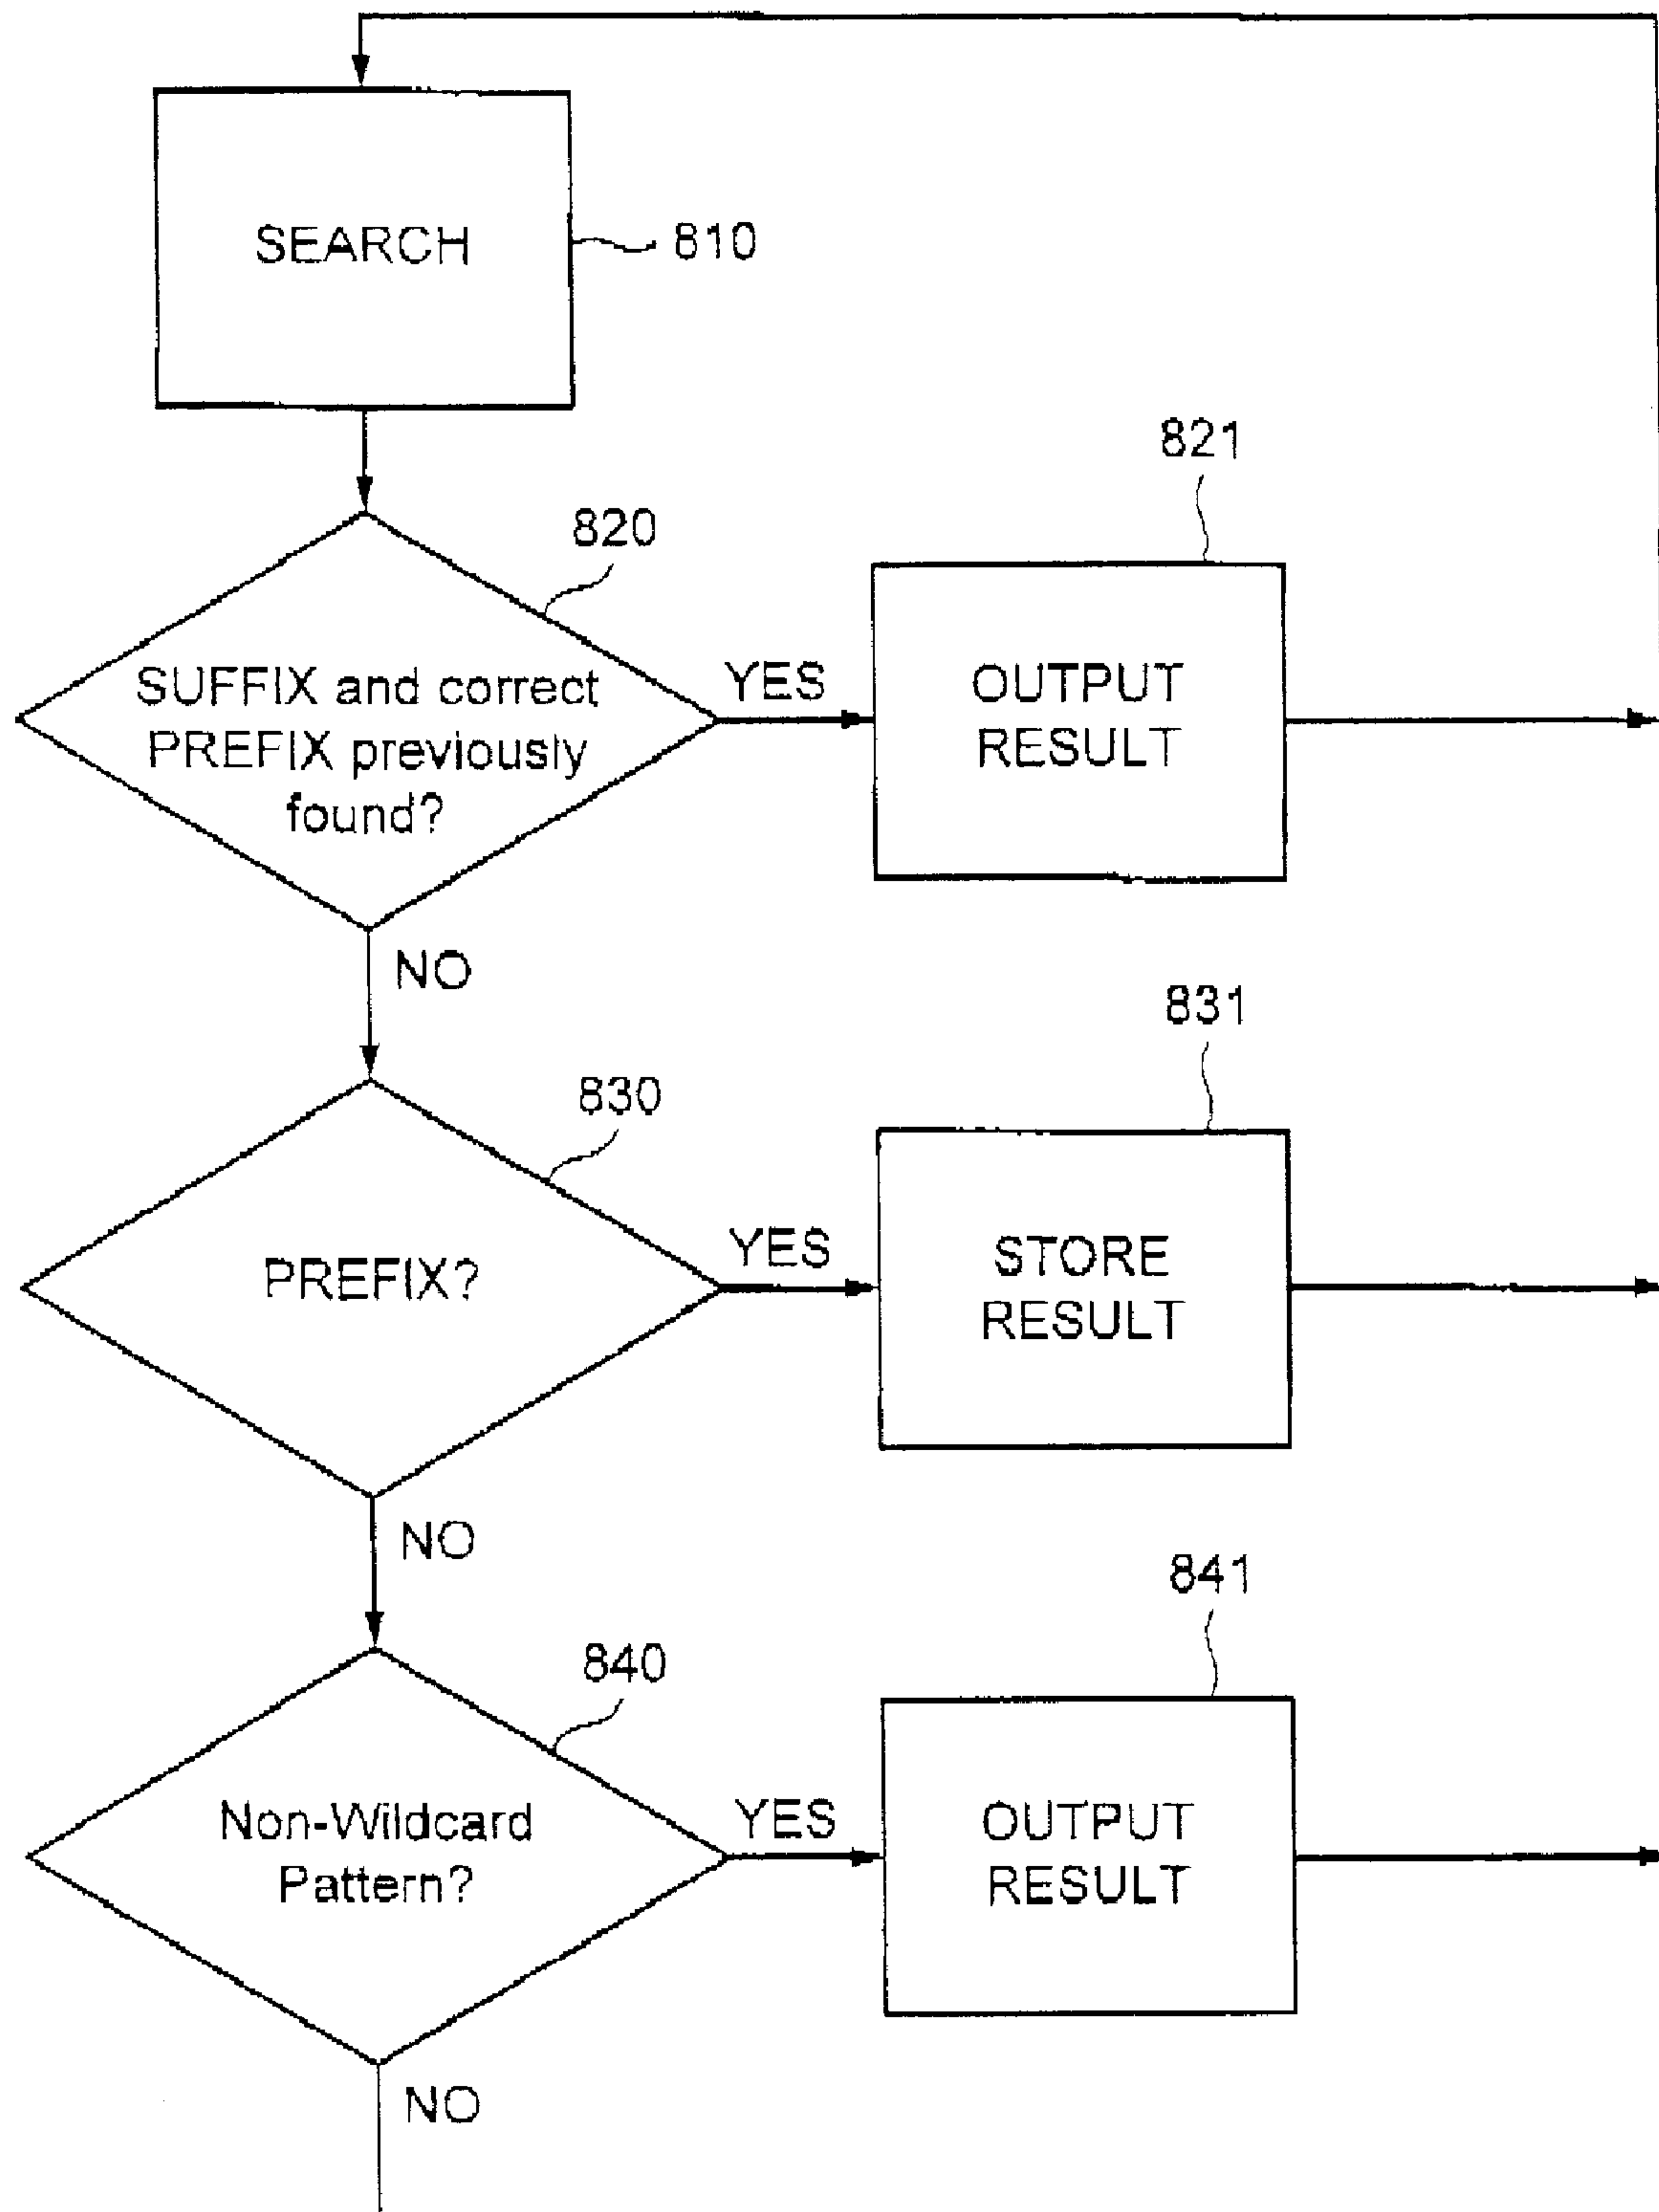 SEARCH
810
820
SUFFIX and correct
PREFIX previously
found?
YES
821
OUTPUT
RESULT
NO
830
PREFIX?
YES
831
STORE
RESULT
NO
840
Non-Wildcard
Pattern?
YES
841
OUTPUT
RESULT
NO